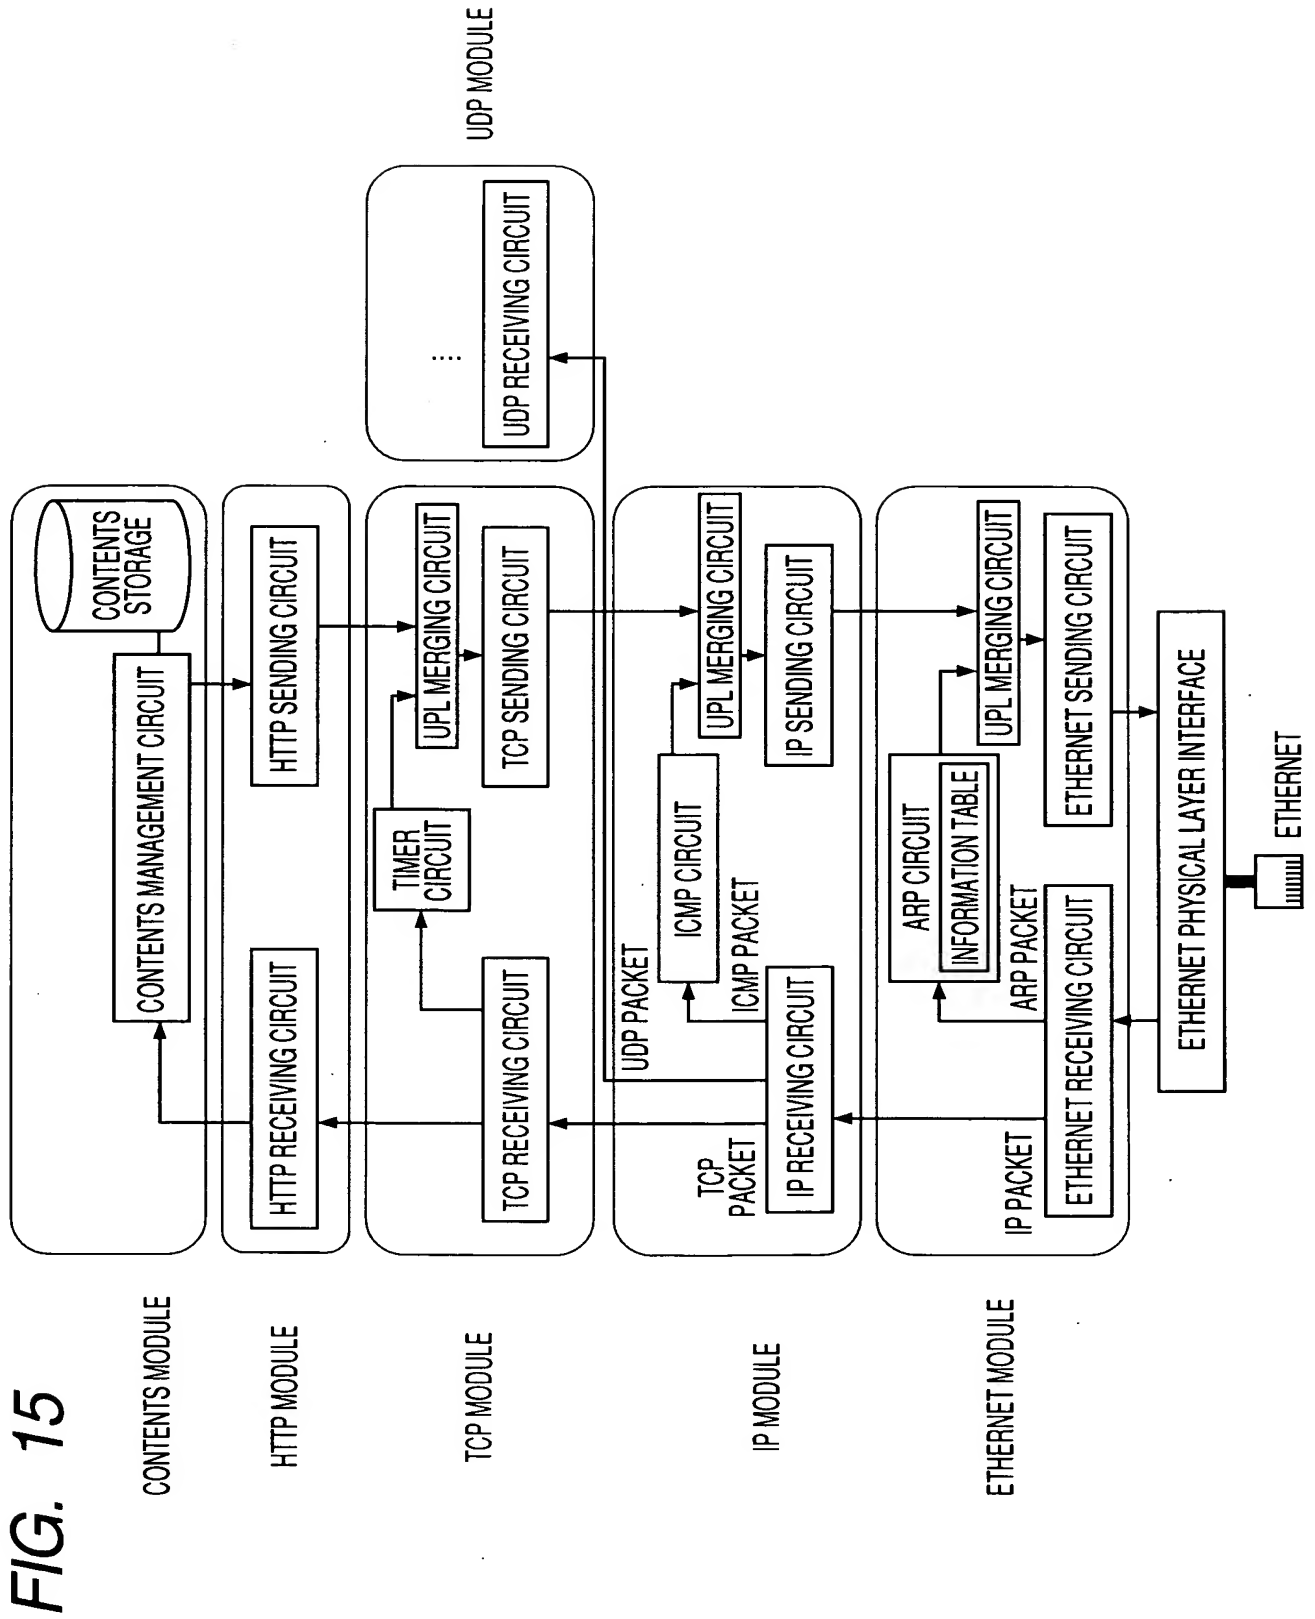 FIG. 15
CONTENTS MODULE
CONTENTS MANAGEMENT CIRCUIT
CONTENTS
STORAGE
HTTP MODULE
HTTP RECEIVING CIRCUIT
HTTP SENDING CIRCUIT
TCP MODULE
TCP RECEIVING CIRCUIT
TIMER
CIRCUIT
UPL MERGING CIRCUIT
TCP SENDING CIRCUIT
UDP MODULE
....
UDP RECEIVING CIRCUIT
IP MODULE
UDP PACKET
TCP
PACKET
ICMP CIRCUIT
ICMP PACKET
IP RECEIVING CIRCUIT
UPL MERGING CIRCUIT
IP SENDING CIRCUIT
ETHERNET MODULE
IP PACKET
ARP CIRCUIT
INFORMATION TABLE
ARP PACKET
ETHERNET RECEIVING CIRCUIT
UPL MERGING CIRCUIT
ETHERNET SENDING CIRCUIT
ETHERNET PHYSICAL LAYER INTERFACE
ETHERNET